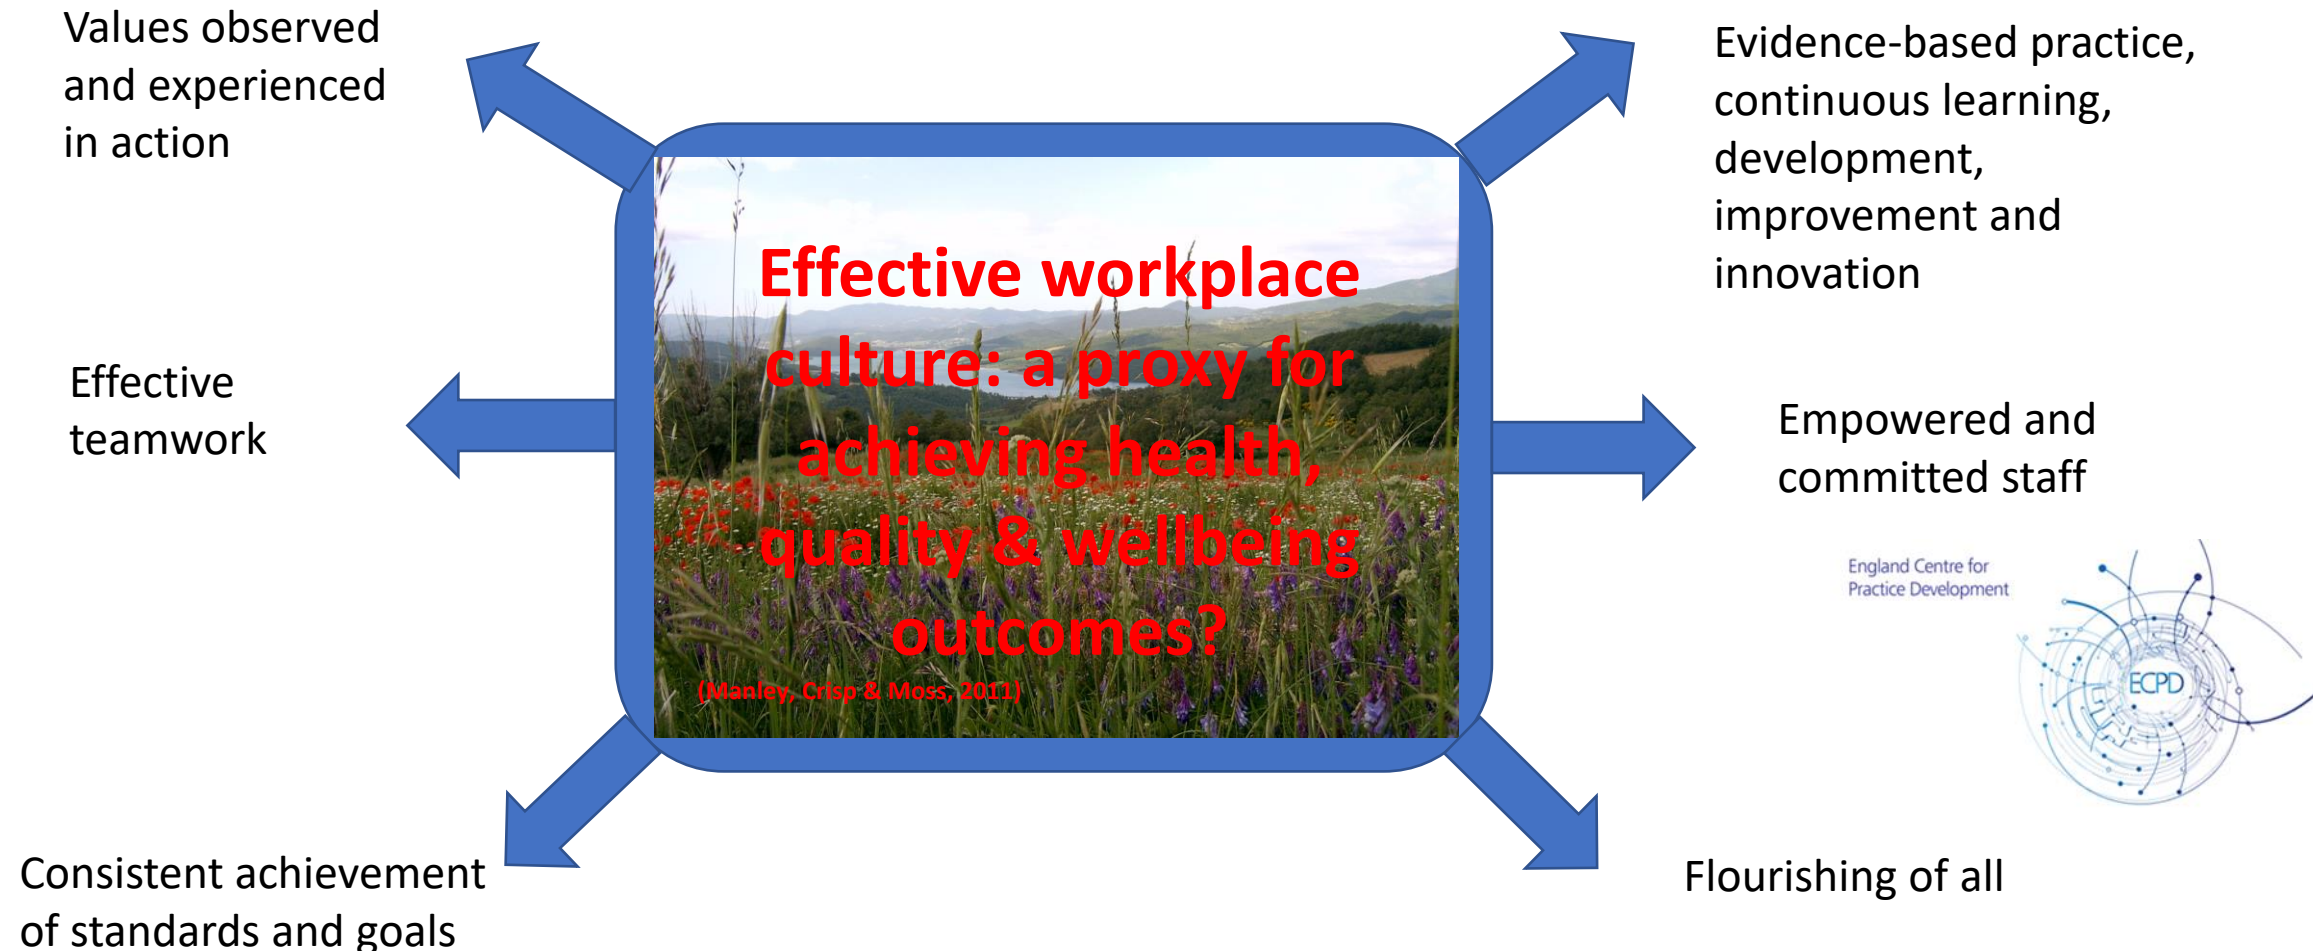 Values observed
and experienced
in action
Effective
teamwork
Consistent achievement
of standards and goals
Effective workplace
culture: a proxy for
achieving health,
quality & wellbeing
outcomes?
(Manley, Crisp & Moss, 2011)
Evidence-based practice,
continuous learning,
development,
improvement and
innovation
Empowered and
committed staff
England Centre for
Practice Development
ECPD
Flourishing of all